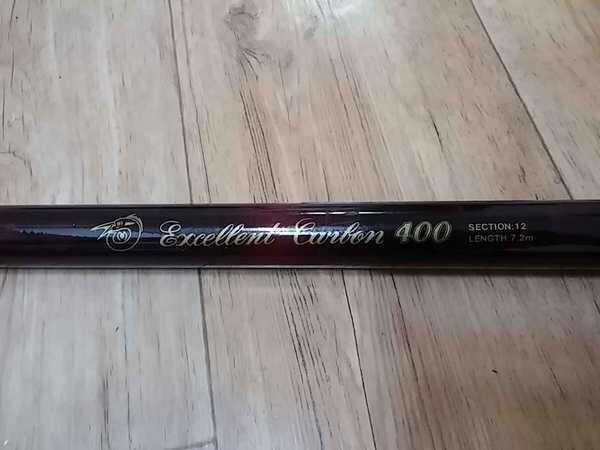 Excellent Carbon 400
SECTION:12
LENGTH 7.2m